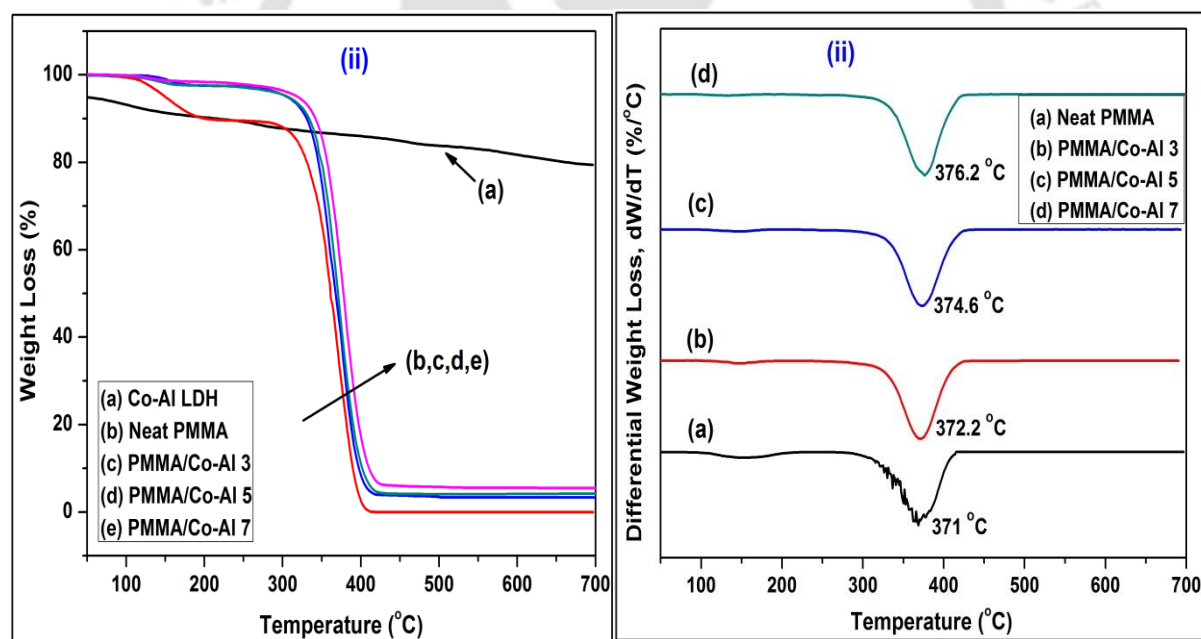 (ii)
Weight Loss (%)
100
80
60
40
20
0
(a)
(b,c,d,e)
(a) Co-Al LDH
(b) Neat PMMA
(c) PMMA/Co-Al 3
(d) PMMA/Co-Al 5
(e) PMMA/Co-Al 7
100 200 300 400 500 600 700
Temperature (°C)
(ii)
Differential Weight Loss, dW/dT (%/°C)
(d)
376.2 °C
(a) Neat PMMA
(b) PMMA/Co-Al 3
(c) PMMA/Co-Al 5
(d) PMMA/Co-Al 7
(c)
374.6 °C
(b)
372.2 °C
(a)
371 °C
100 200 300 400 500 600 700
Temperature (°C)